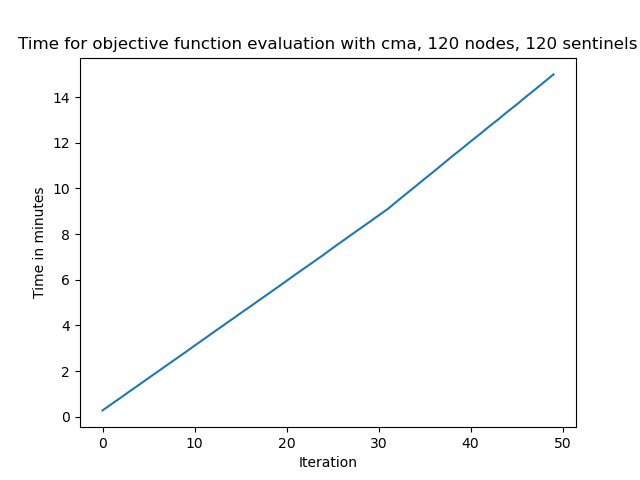 Time for objective function evaluation with cma, 120 nodes, 120 sentinels
14
12
10
8
6
4
2
0
Time in minutes
0 10 20 30 40 50
Iteration